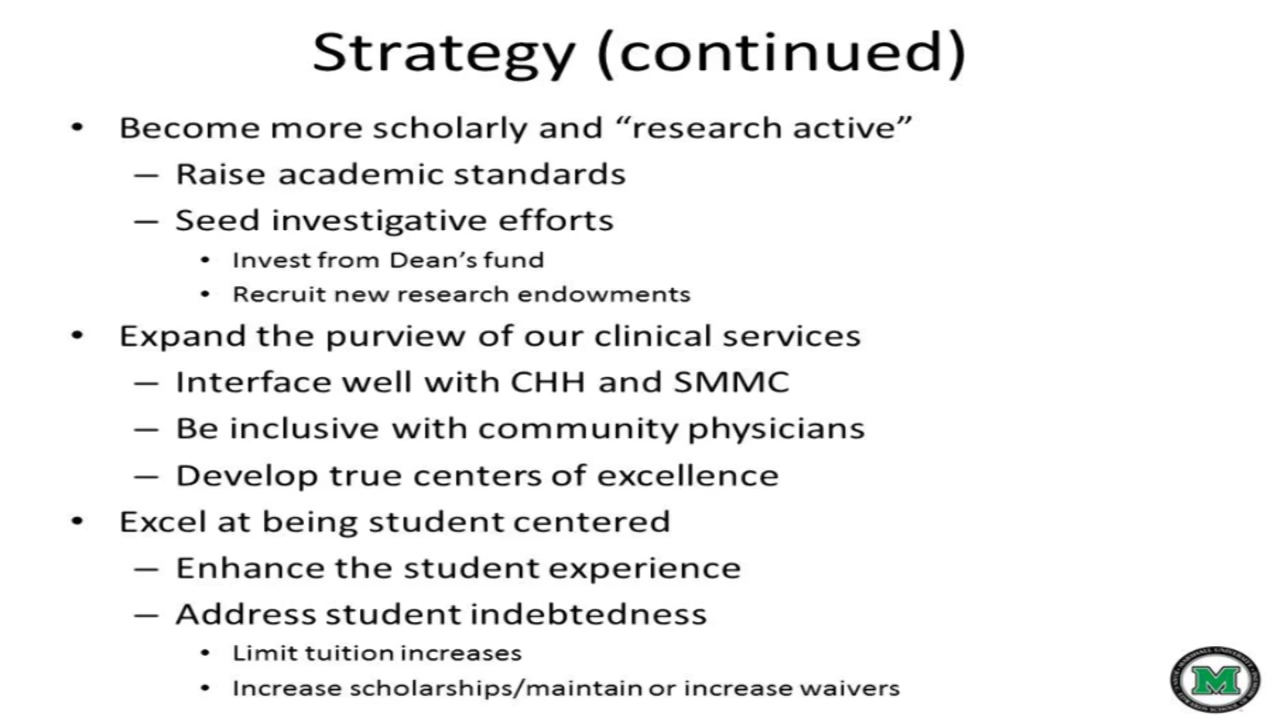 Strategy (continued)
• Become more scholarly and “research active”
– Raise academic standards
– Seed investigative efforts
• Invest from Dean’s fund
• Recruit new research endowments
• Expand the purview of our clinical services
– Interface well with CHH and SMMC
– Be inclusive with community physicians
– Develop true centers of excellence
• Excel at being student centered
– Enhance the student experience
– Address student indebtedness
• Limit tuition increases
• Increase scholarships/maintain or increase waivers
MARSHALL UNIVERSITY
M